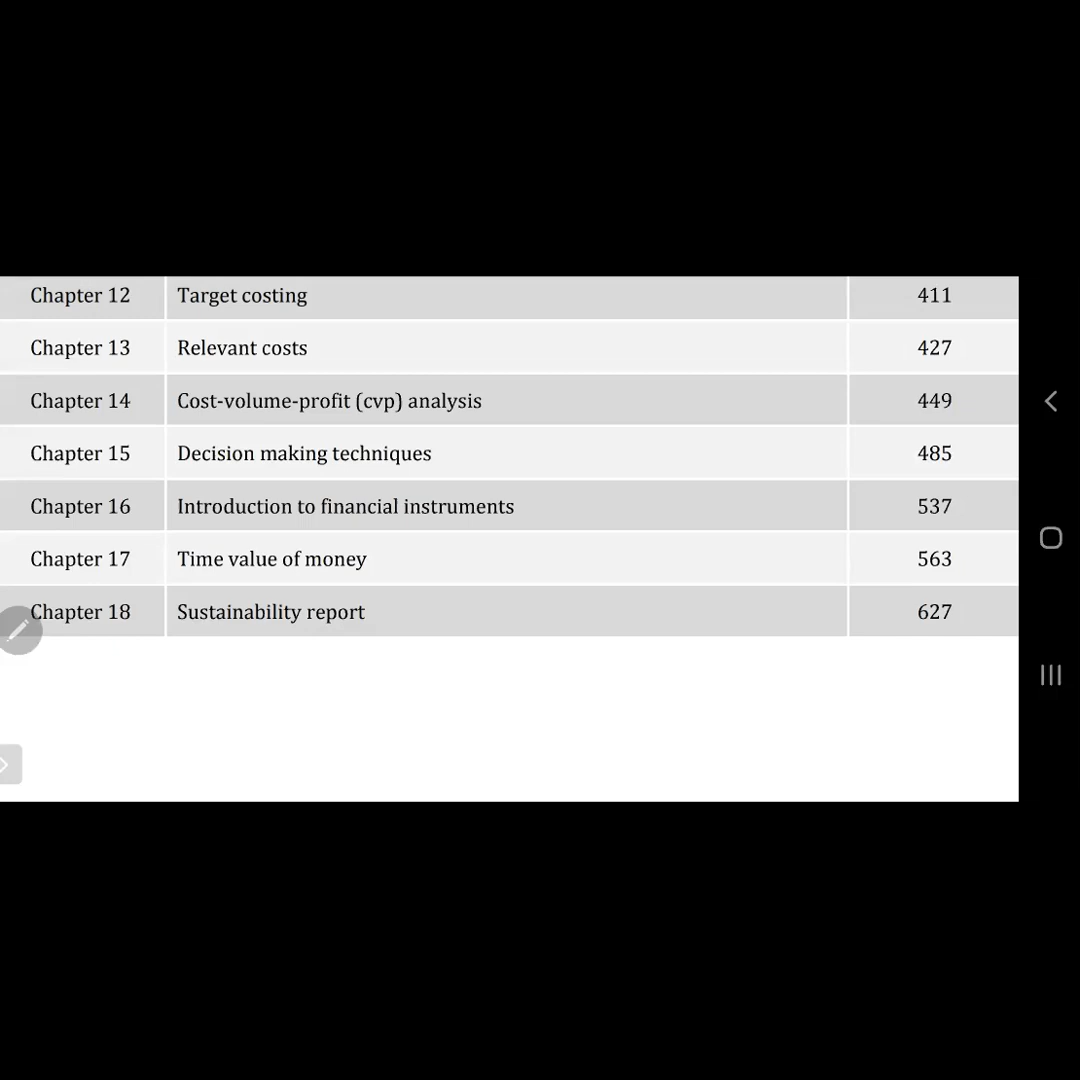 Chapter 12 Target costing 411
Chapter 13 Relevant costs 427
Chapter 14 Cost-volume-profit (cvp) analysis 449
Chapter 15 Decision making techniques 485
Chapter 16 Introduction to financial instruments 537
Chapter 17 Time value of money 563
Chapter 18 Sustainability report 627